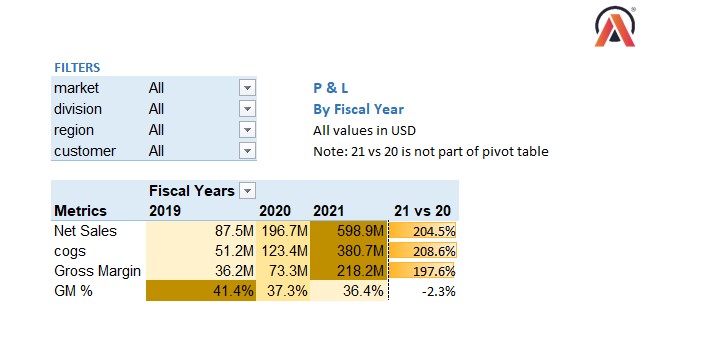 FILTERS
market All
division All
region All
customer All
P & L
By Fiscal Year
All values in USD
Note: 21 vs 20 is not part of pivot table
Fiscal Years
Metrics 2019 2020 2021 21 vs 20
Net Sales 87.5M 196.7M 598.9M 204.5%
cogs 51.2M 123.4M 380.7M 208.6%
Gross Margin 36.2M 73.3M 218.2M 197.6%
GM % 41.4% 37.3% 36.4% -2.3%